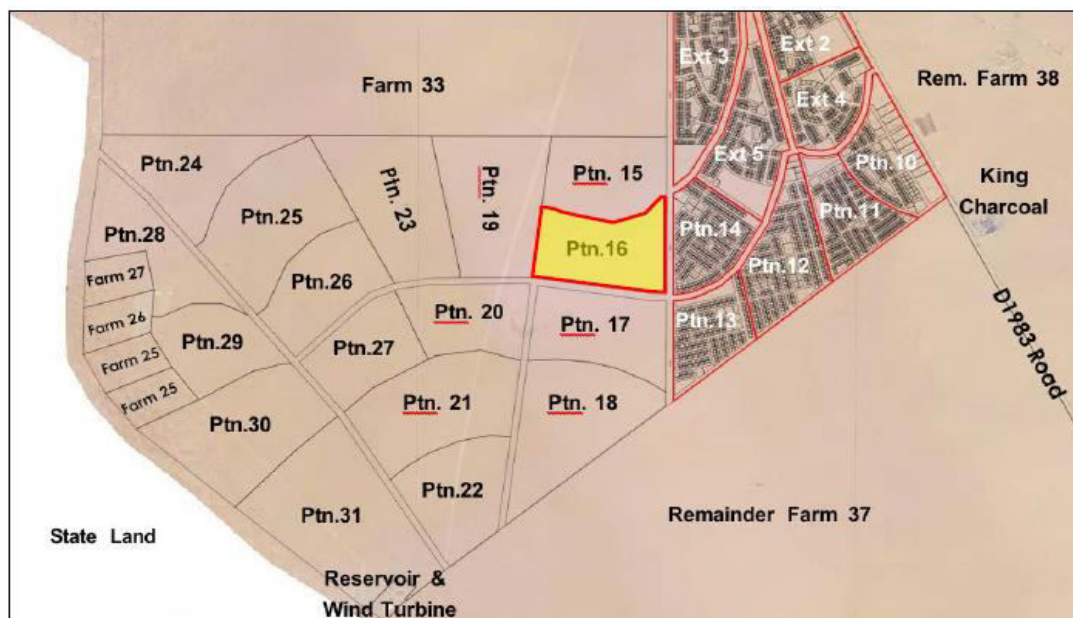 Ext 3
Ext 2
Farm 33
Rem. Farm 38
Ext 4
Ptn.24
Ptn. 15
Ext 5
Ptn.10
Ptn. 23
Ptn. 19
King
Charcoal
Ptn.25
Ptn.11
Ptn.28
Ptn.16
Ptn.14
Ptn.12
Farm 27
Ptn.26
Ptn. 20
Ptn. 17
Ptn.13
Farm 26
Ptn.29
Ptn.27
D1983 Road
Farm 25
Farm 25
Ptn. 21
Ptn. 18
Ptn.30
Ptn.22
Ptn.31
Remainder Farm 37
State Land
Reservoir &
Wind Turbine